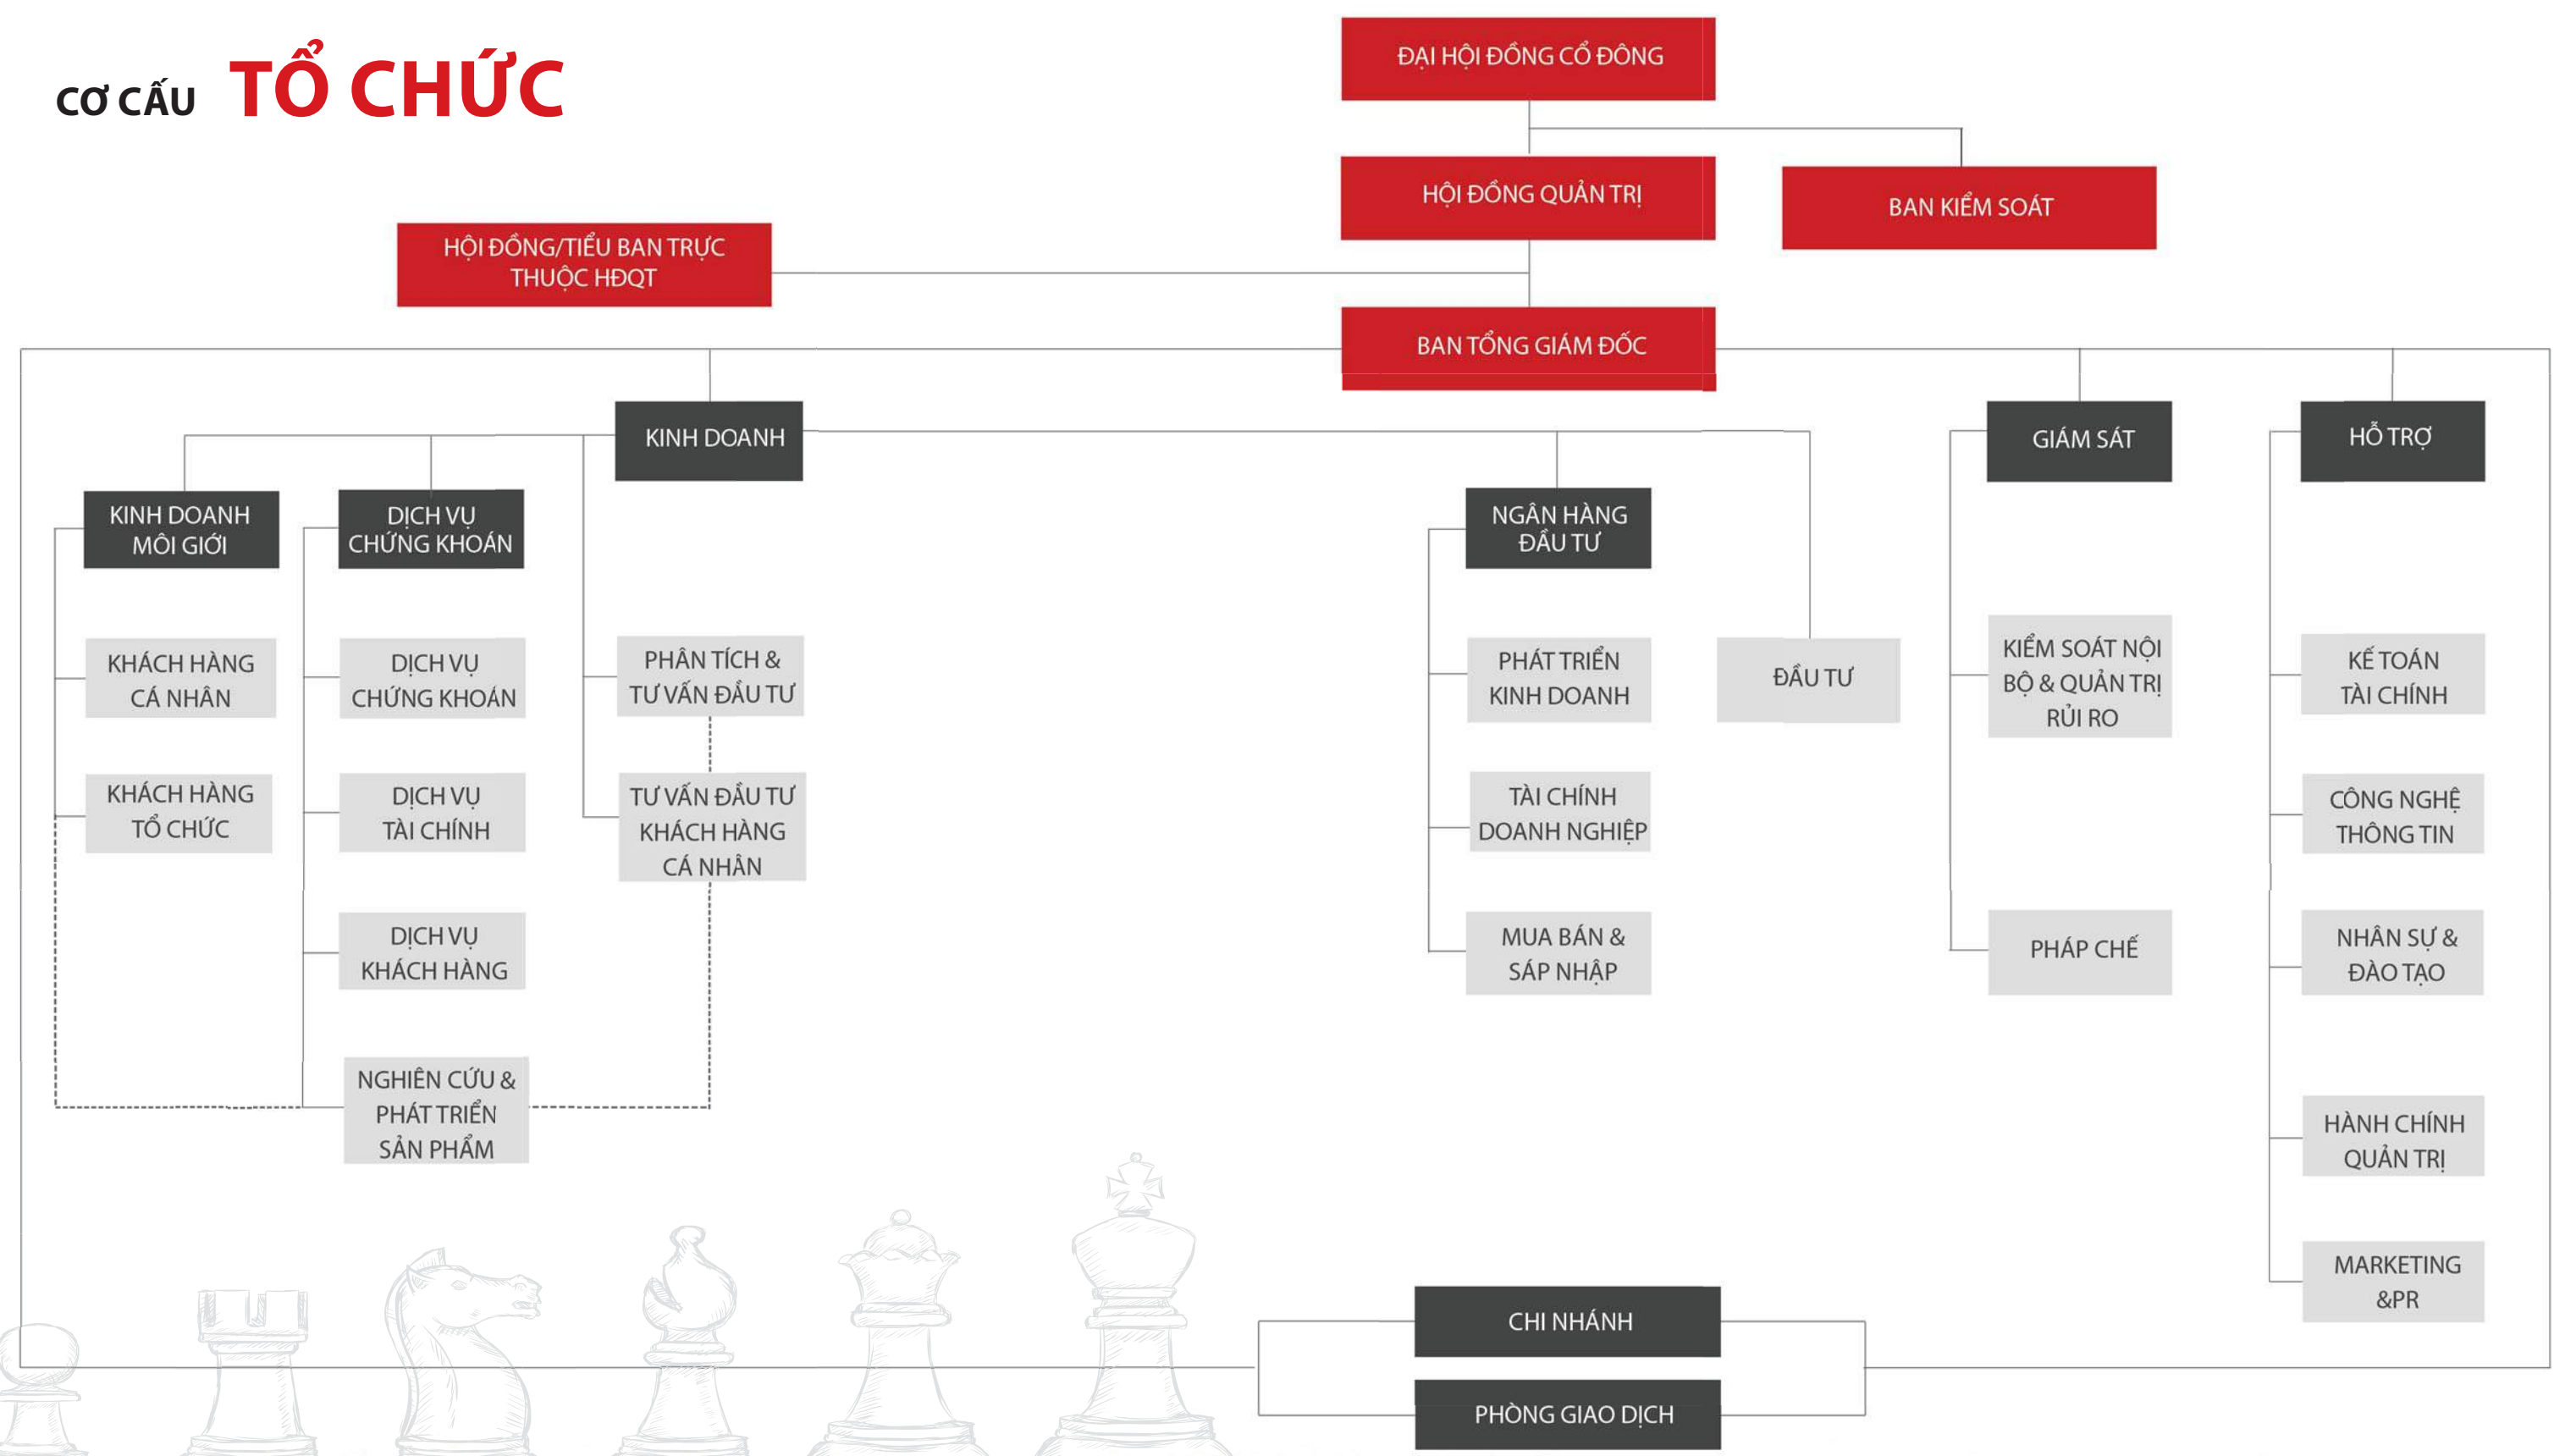 CƠ CẤU TỔ CHỨC
ĐẠI HỘI ĐỒNG CỔ ĐÔNG
HỘI ĐỒNG QUẢN TRỊ
BAN KIỂM SOÁT
HỘI ĐỒNG/TIỂU BAN TRỰC
THUỘC HĐQT
BAN TỔNG GIÁM ĐỐC
KINH DOANH
GIÁM SÁT
HỖ TRỢ
KINH DOANH
MÔI GIỚI
KHÁCH HÀNG
CÁ NHÂN
KHÁCH HÀNG
TỔ CHỨC
DỊCH VỤ
CHỨNG KHOÁN
DỊCH VỤ
CHỨNG KHOÁN
DỊCH VỤ
TÀI CHÍNH
DỊCH VỤ
KHÁCH HÀNG
NGHIÊN CỨU &
PHÁT TRIỂN
SẢN PHẨM
PHÂN TÍCH &
TƯ VẤN ĐẦU TƯ
TƯ VẤN ĐẦU TƯ
KHÁCH HÀNG
CÁ NHÂN
NGÂN HÀNG
ĐẦU TƯ
PHÁT TRIỂN
KINH DOANH
TÀI CHÍNH
DOANH NGHIỆP
MUA BÁN &
SÁP NHẬP
ĐẦU TƯ
KIỂM SOÁT NỘI
BỘ & QUẢN TRỊ
RỦI RO
PHÁP CHẾ
KẾ TOÁN
TÀI CHÍNH
CÔNG NGHỆ
THÔNG TIN
NHÂN SỰ &
ĐÀO TẠO
HÀNH CHÍNH
QUẢN TRỊ
MARKETING
&PR
CHI NHÁNH
PHÒNG GIAO DỊCH